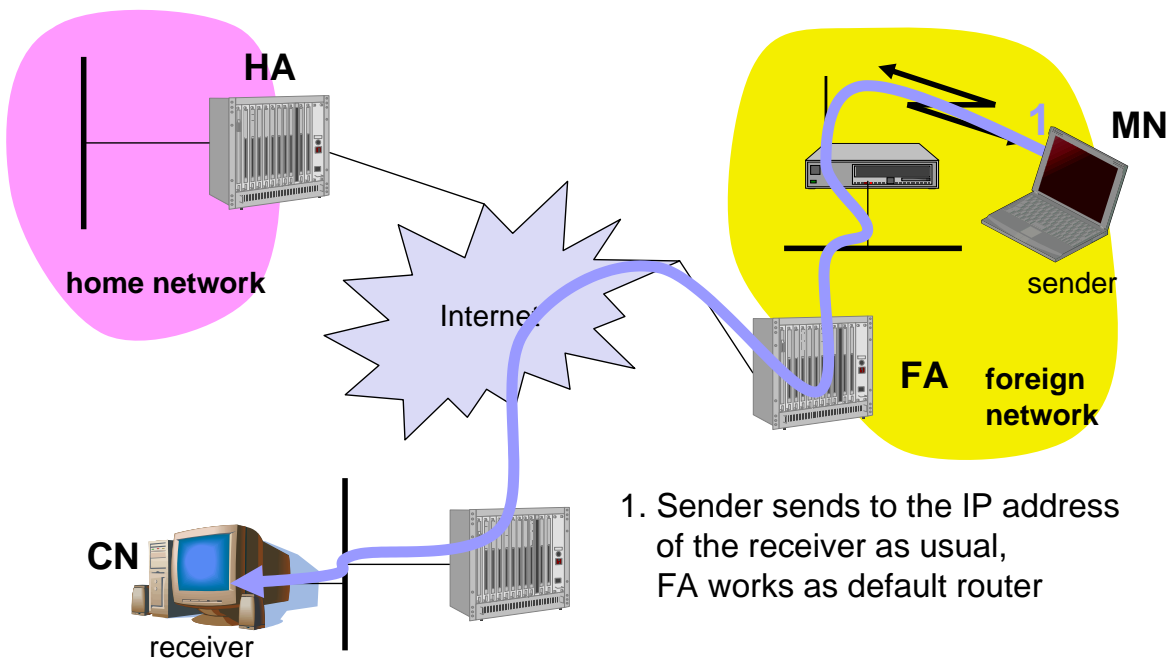 HA
1
MN
home network
sender
Internet
FA
foreign
network
1. Sender sends to the IP address
of the receiver as usual,
FA works as default router
CN
receiver